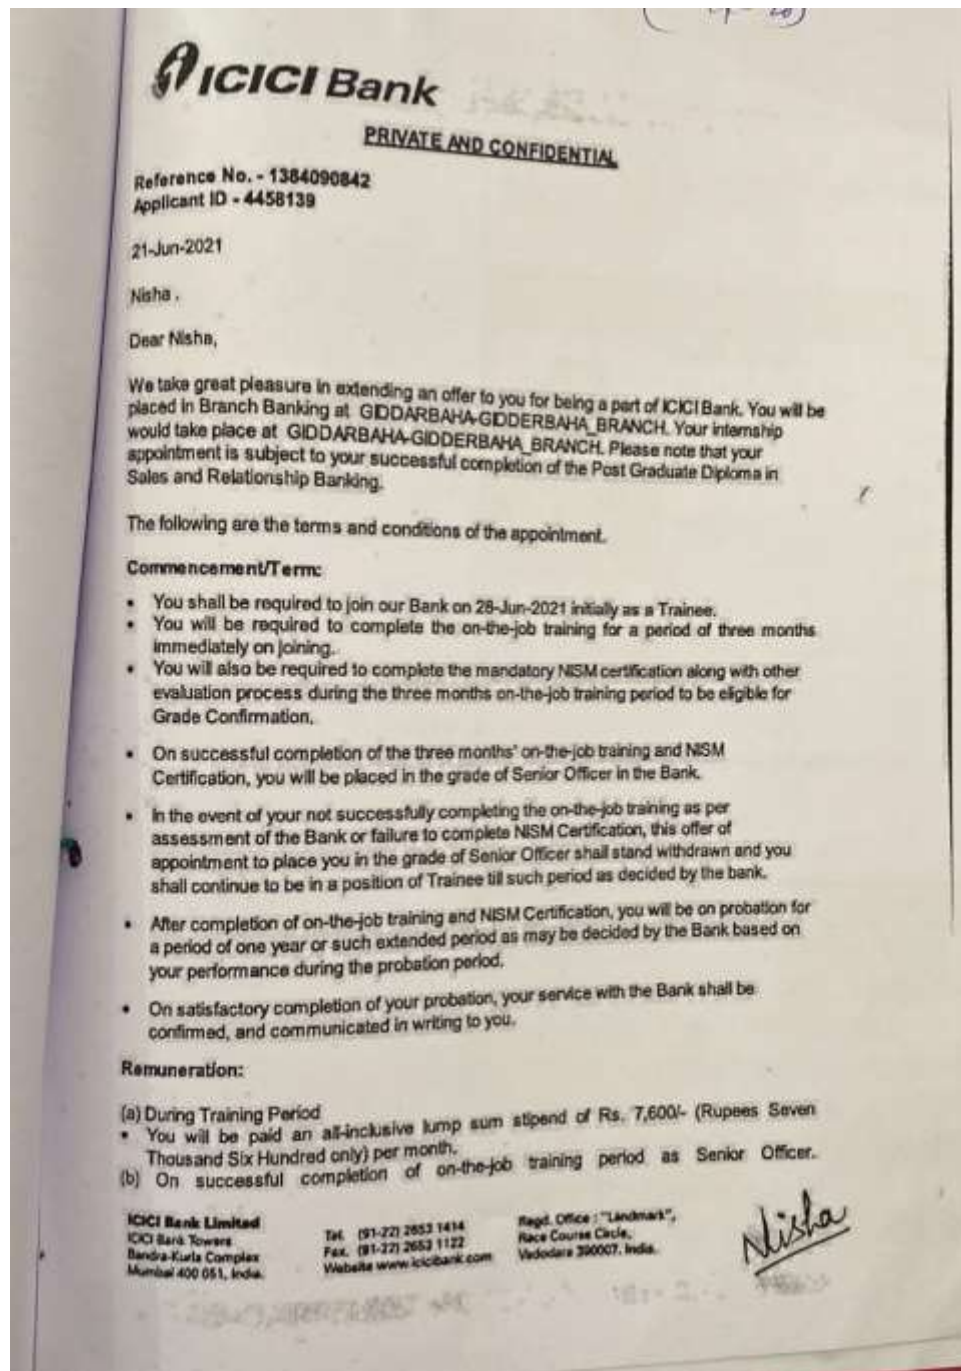 ICICI Bank
PRIVATE AND CONFIDENTIAL
Reference No. - 1384090842
Applicant ID - 4458139
21-Jun-2021
Nisha .
Dear Nisha,
We take great pleasure in extending an offer to you for being a part of ICICI Bank. You will be
placed in Branch Banking at GIDDARBAHA-GIDDERBAHA_BRANCH. Your internship
would take place at GIDDARBAHA-GIDDERBAHA_BRANCH. Please note that your
appointment is subject to your successful completion of the Post Graduate Diploma in
Sales and Relationship Banking.
The following are the terms and conditions of the appointment.
Commencement/Term:
• You shall be required to join our Bank on 28-Jun-2021 initially as a Trainee.
• You will be required to complete the on-the-job training for a period of three months
immediately on joining.
• You will also be required to complete the mandatory NISM certification along with other
evaluation process during the three months on-the-job training period to be eligible for
Grade Confirmation.
• On successful completion of the three months' on-the-job training and NISM
Certification, you will be placed in the grade of Senior Officer in the Bank.
• In the event of your not successfully completing the on-the-job training as per
assessment of the Bank or failure to complete NISM Certification, this offer of
appointment to place you in the grade of Senior Officer shall stand withdrawn and you
shall continue to be in a position of Trainee till such period as decided by the bank.
• After completion of on-the-job training and NISM Certification, you will be on probation for
a period of one year or such extended period as may be decided by the Bank based on
your performance during the probation period.
• On satisfactory completion of your probation, your service with the Bank shall be
confirmed, and communicated in writing to you.
Remuneration:
(a) During Training Period
• You will be paid an all-inclusive lump sum stipend of Rs. 7,600/- (Rupees Seven
Thousand Six Hundred only) per month.
(b) On successful completion of on-the-job training period as Senior Officer.
ICICI Bank Limited
ICICI Bank Towers
Bandra-Kurla Complex
Mumbai 400 051, India.
Tel. (91-22) 2653 1414
Fax. (91-22) 2653 1122
Website www.icicibank.com
Regd. Office : "Landmark",
Race Course Circle,
Vadodara 390007. India.
Nisha